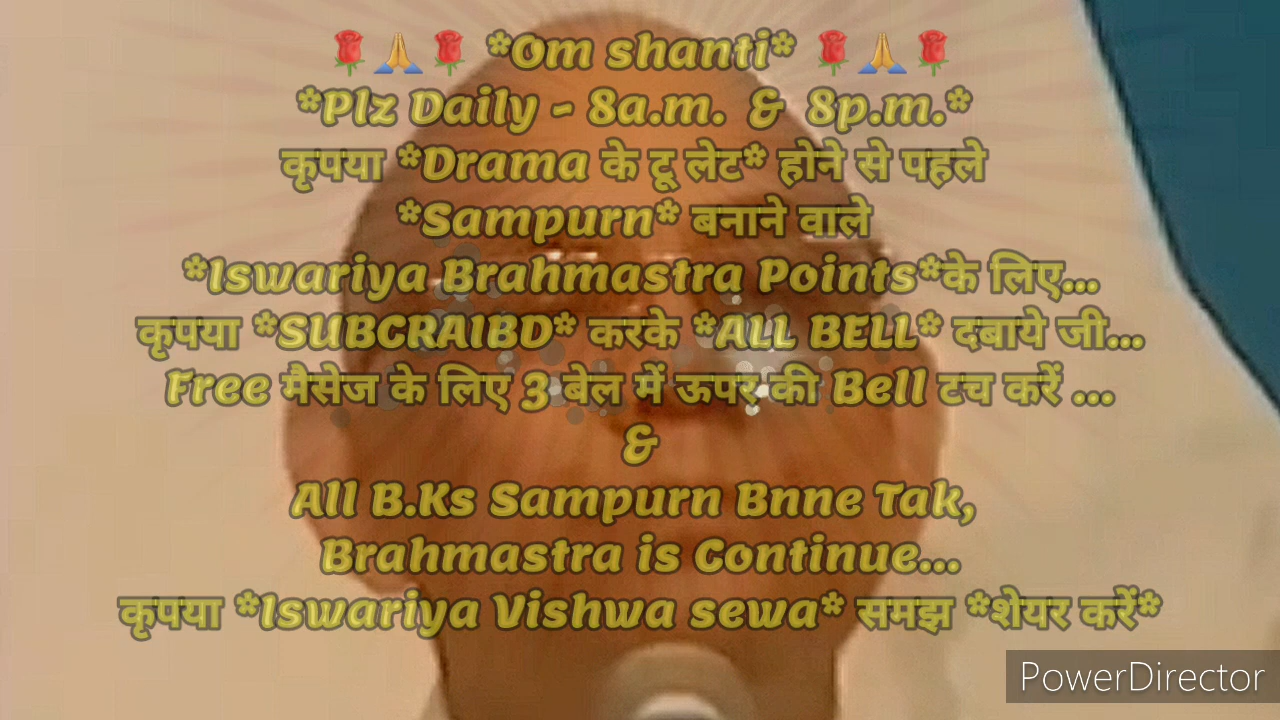 🌹🙏🌹 *Om shanti* 🌹🙏🌹
*Plz Daily - 8a.m. & 8p.m.*
कृपया *Drama के टू लेट* होने से पहले
*Sampurn* बनाने वाले
*Iswariya Brahmastra Points*के लिए...
कृपया *SUBCRAIBD* करके *ALL BELL* दबाये जी...
Free मैसेज के लिए 3 बेल में ऊपर की Bell टच करें ...
&
All B.Ks Sampurn Bnne Tak,
Brahmastra is Continue...
कृपया *Iswariya Vishwa sewa* समझ *शेयर करें*
PowerDirector